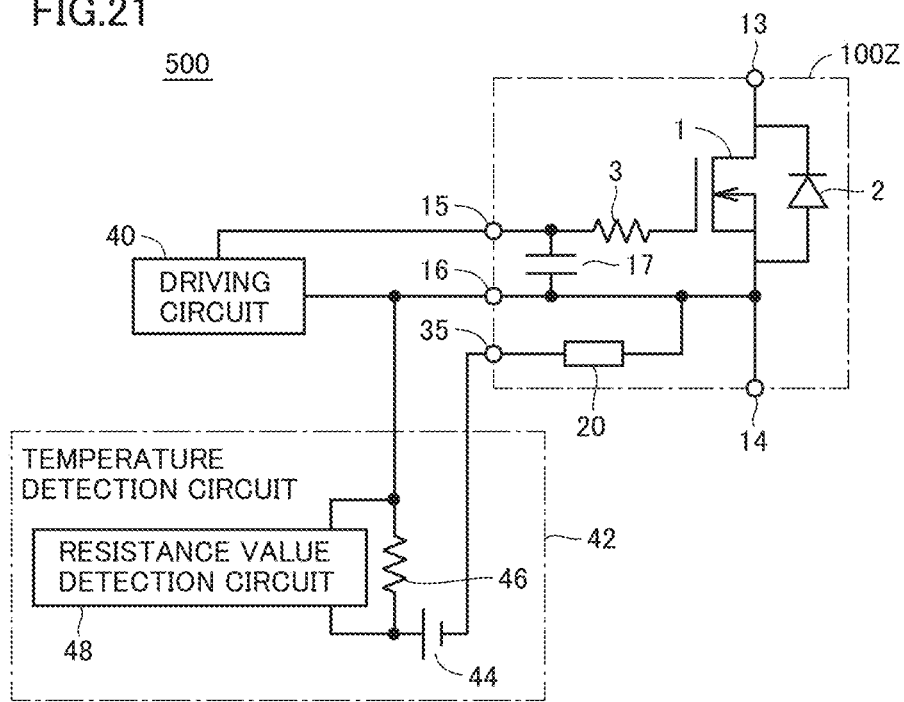 FIG.21
500
13
100Z
1
3
2
15
40
DRIVING
CIRCUIT
17
16
35
20
14
TEMPERATURE
DETECTION CIRCUIT
RESISTANCE VALUE
DETECTION CIRCUIT
42
46
48
44